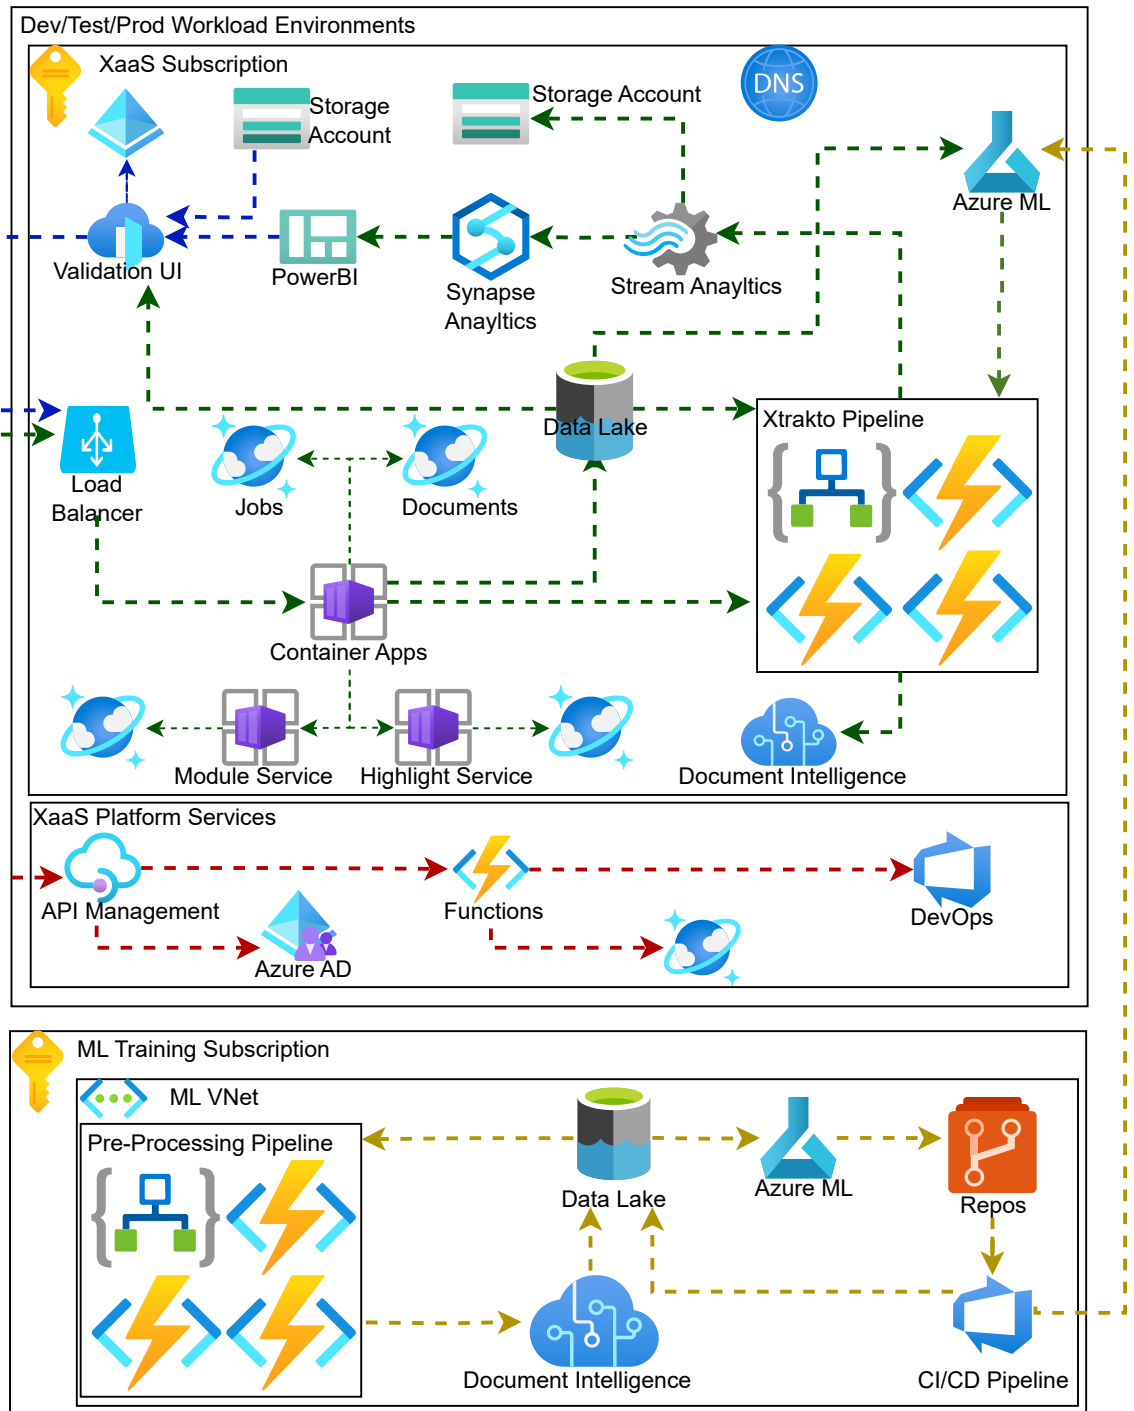 Dev/Test/Prod Workload Environments
XaaS Subscription
DNS
Storage
Account
Storage Account
Azure ML
Validation UI
PowerBI
Synapse
Anayltics
Stream Anayltics
Data Lake
Xtrakto Pipeline
Load
Balancer
Jobs
Documents
Container Apps
Module Service
Highlight Service
Document Intelligence
XaaS Platform Services
API Management
Functions
DevOps
Azure AD
ML Training Subscription
ML VNet
Pre-Processing Pipeline
Data Lake
Azure ML
Repos
Document Intelligence
CI/CD Pipeline